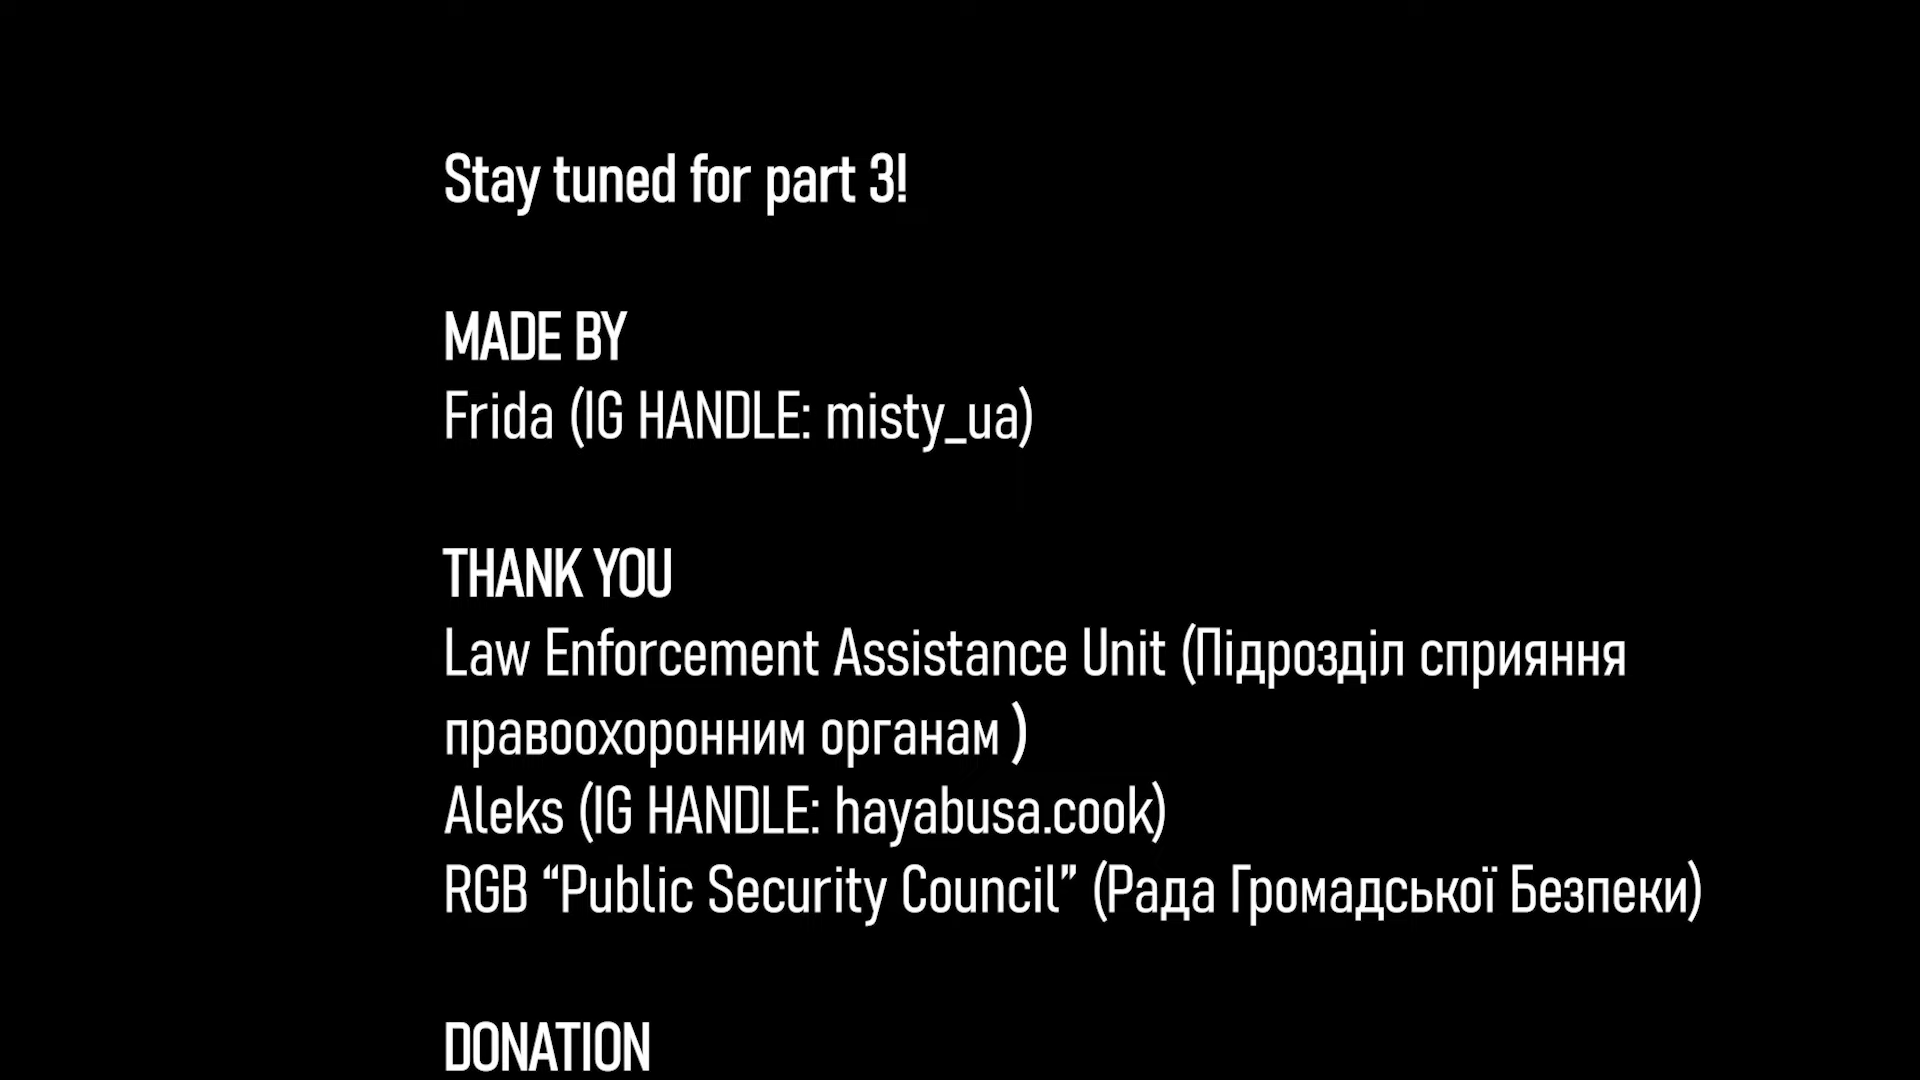 Stay tuned for part 3!
MADE BY
Frida (IG HANDLE: misty_ua)
THANK YOU
Law Enforcement Assistance Unit (Підрозділ сприяння
правоохоронним органам )
Aleks (IG HANDLE: hayabusa.cook)
RGB “Public Security Council” (Рада Громадської Безпеки)
DONATION